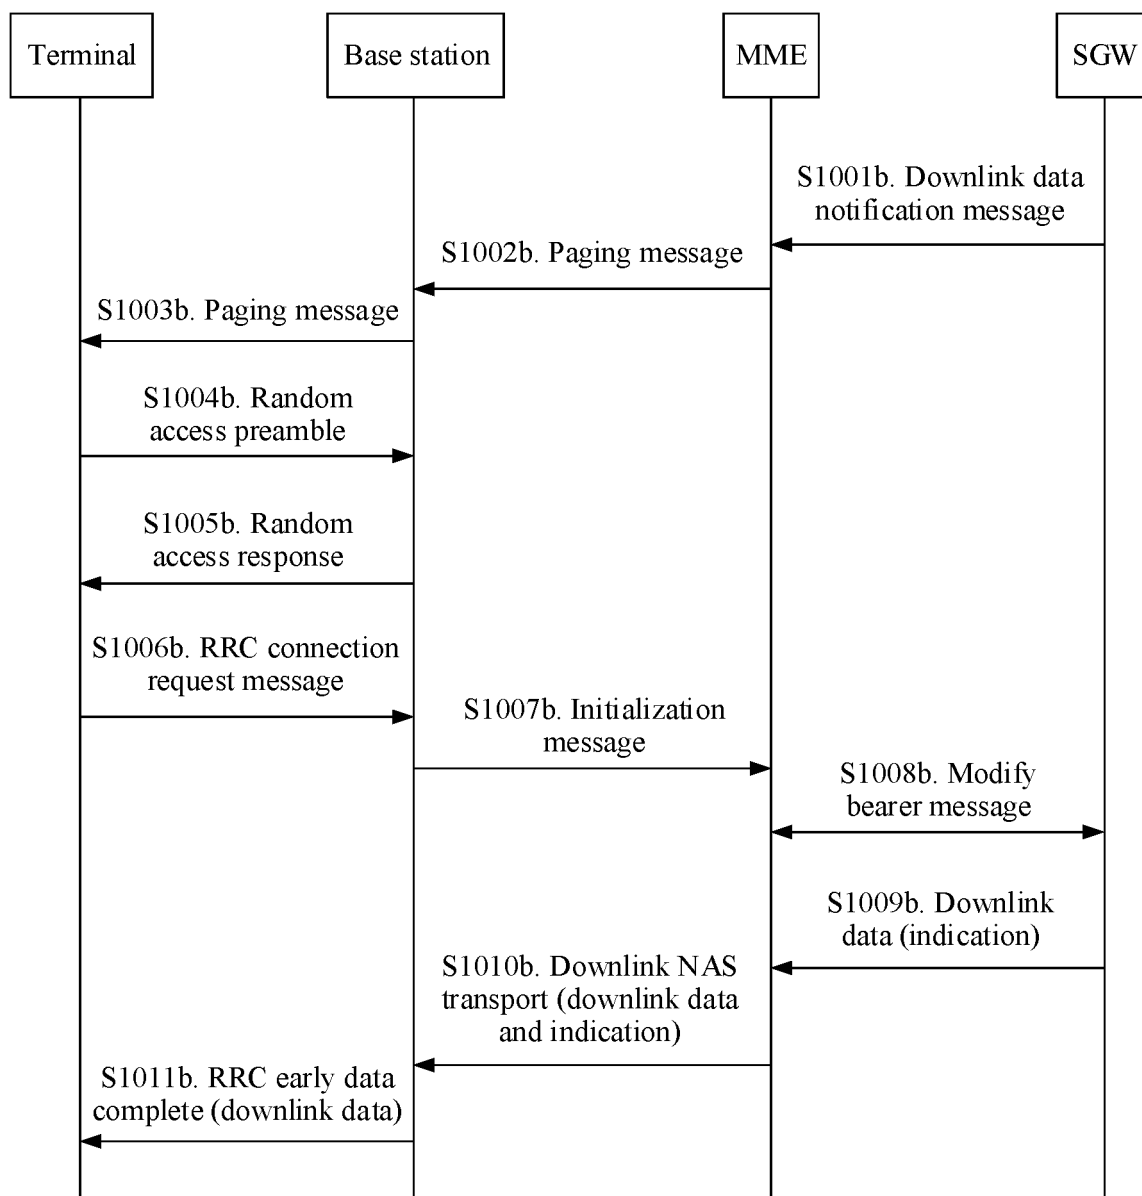 Terminal
Base station
MME
SGW
S1001b. Downlink data
notification message
S1002b. Paging message
S1003b. Paging message
S1004b. Random
access preamble
S1005b. Random
access response
S1006b. RRC connection
request message
S1007b. Initialization
message
S1008b. Modify
bearer message
S1009b. Downlink
data (indication)
S1010b. Downlink NAS
transport (downlink data
and indication)
S1011b. RRC early data
complete (downlink data)